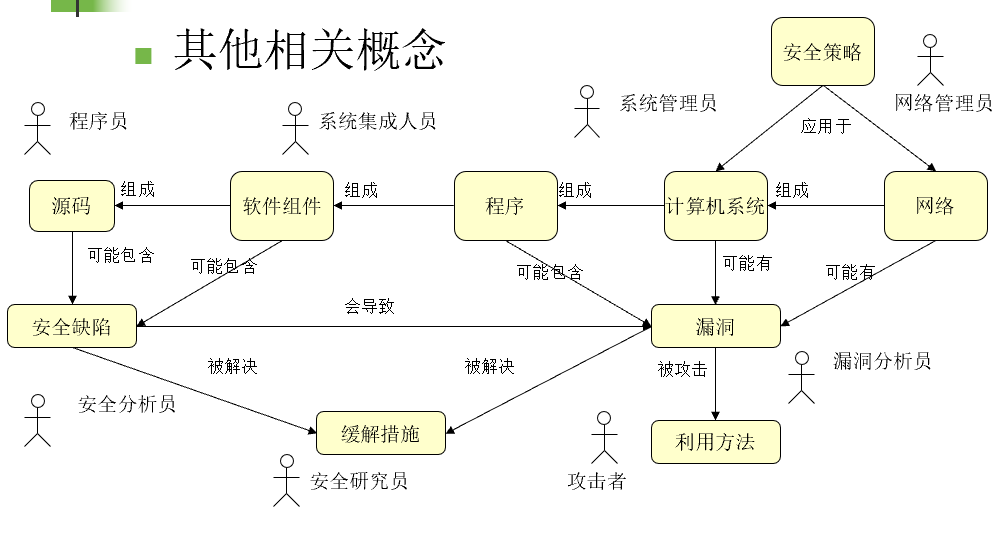 其他相关概念
安全策略
网络管理员
系统管理员
程序员
系统集成人员
应用于
组成
组成
组成
组成
源码
软件组件
程序
计算机系统
网络
可能包含
可能包含
可能包含
可能有
可能有
会导致
安全缺陷
漏洞
被解决
被解决
被攻击
漏洞分析员
安全分析员
缓解措施
利用方法
安全研究员
攻击者